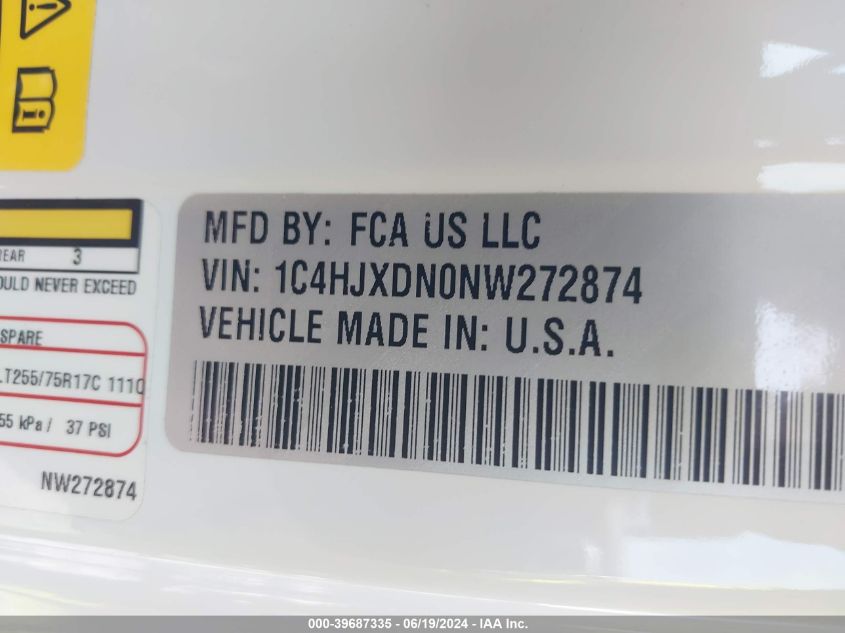 MFD BY: FCA US LLC
VIN: 1C4HJXDN0NW272874
VEHICLE MADE IN: U.S.A.
REAR 3
OULD NEVER EXCEED
SPARE
LT255/75R17C 111Q
55 kPa / 37 PSI
NW272874
000-39687335 - 06/19/2024 - IAA Inc.